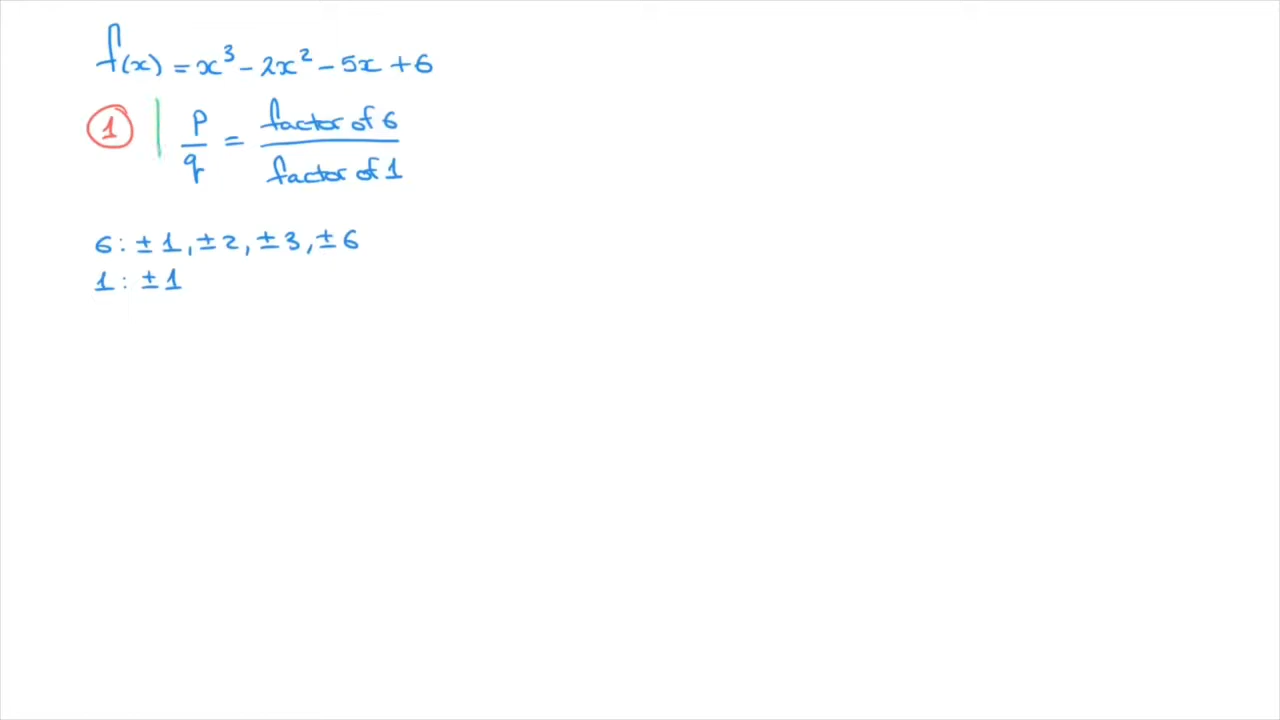 f(x) = x³ - 2x² - 5x + 6
① | p/q = factor of 6 / factor of 1
6 : ± 1, ± 2, ± 3, ± 6
1 : ± 1